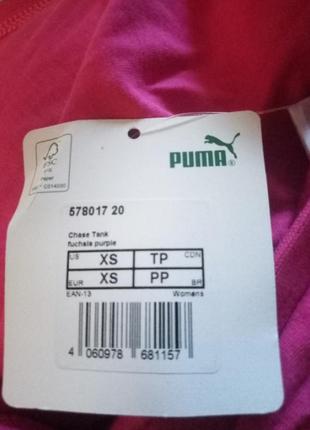 FSC
PUMA®
578017 20
Chase Tank
fuchsia purple
US XS TP CDN
EUR XS PP BR
EAN-13 Womens
4 060978 681157